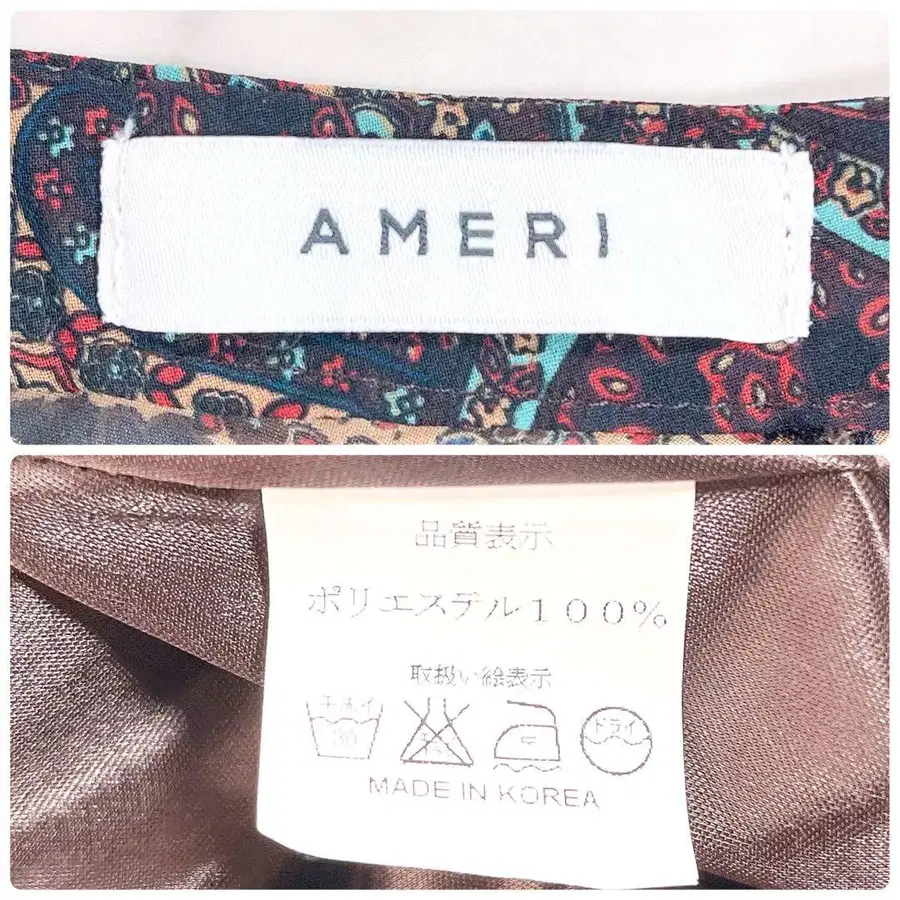 AMERI
品質表示
ポリエステル100%
取扱い絵表示
手洗イ
30
ドライ
MADE IN KOREA